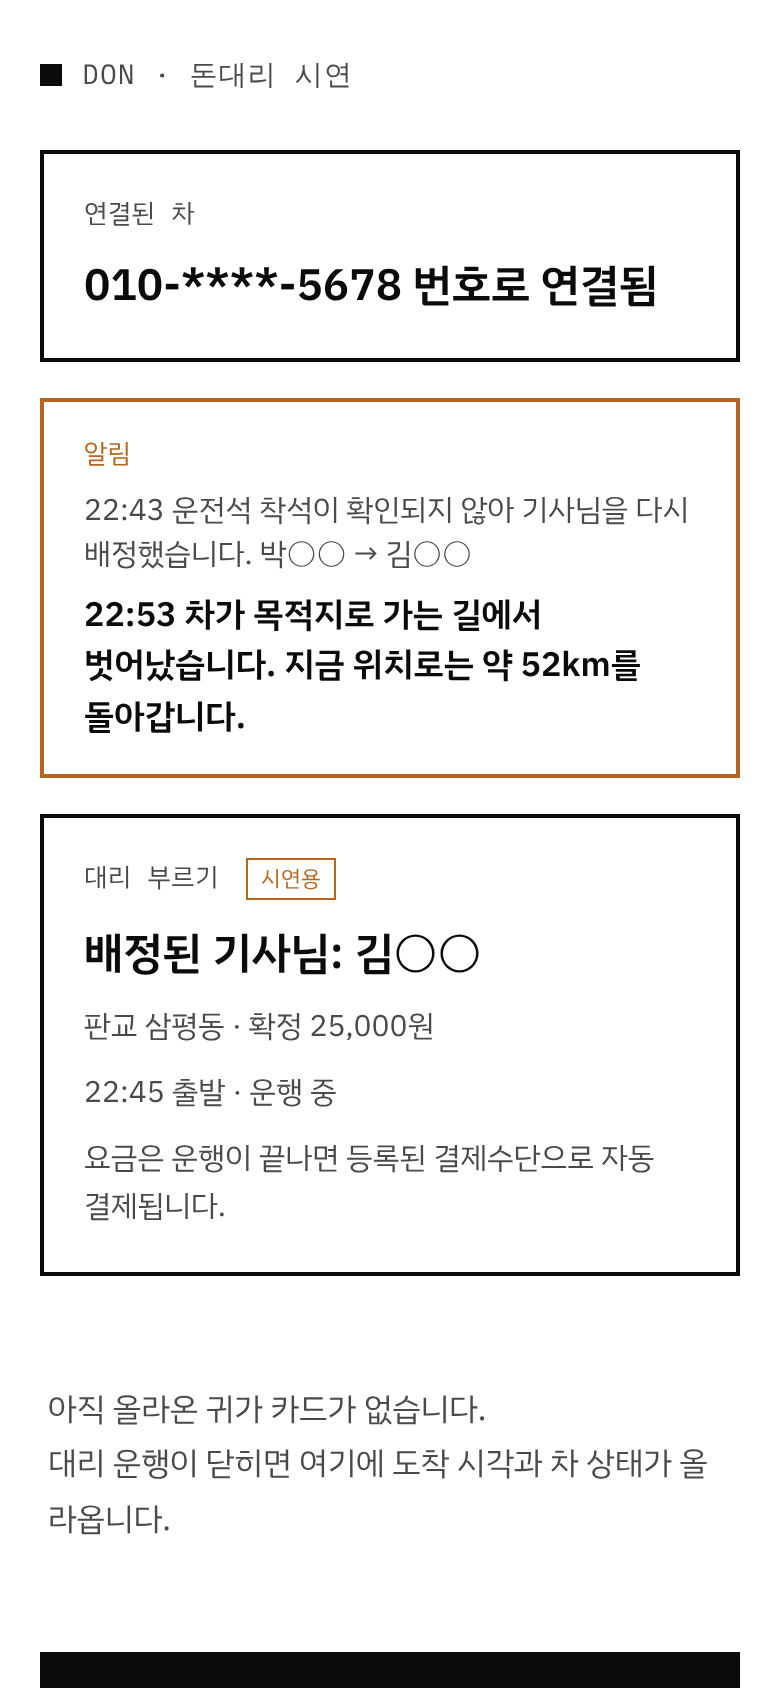 DON · 돈대리 시연
연결된 차
010-****-5678 번호로 연결됨
알림
22:43 운전석 착석이 확인되지 않아 기사님을 다시
배정했습니다. 박○○ → 김○○
22:53 차가 목적지로 가는 길에서
벗어났습니다. 지금 위치로는 약 52km를
돌아갑니다.
대리 부르기 시연용
배정된 기사님: 김○○
판교 삼평동 · 확정 25,000원
22:45 출발 · 운행 중
요금은 운행이 끝나면 등록된 결제수단으로 자동
결제됩니다.
아직 올라온 귀가 카드가 없습니다.
대리 운행이 닫히면 여기에 도착 시각과 차 상태가 올
라옵니다.